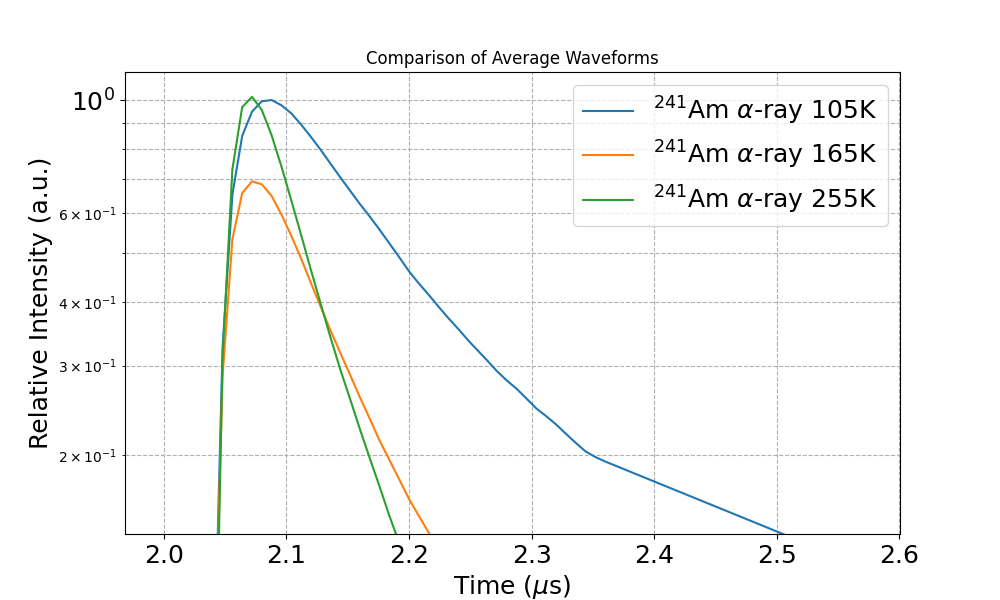 Comparison of Average Waveforms
Relative Intensity (a.u.)
10⁰
6 × 10⁻¹
4 × 10⁻¹
3 × 10⁻¹
2 × 10⁻¹
²⁴¹Am α-ray 105K
²⁴¹Am α-ray 165K
²⁴¹Am α-ray 255K
2.0 2.1 2.2 2.3 2.4 2.5 2.6
Time (μs)